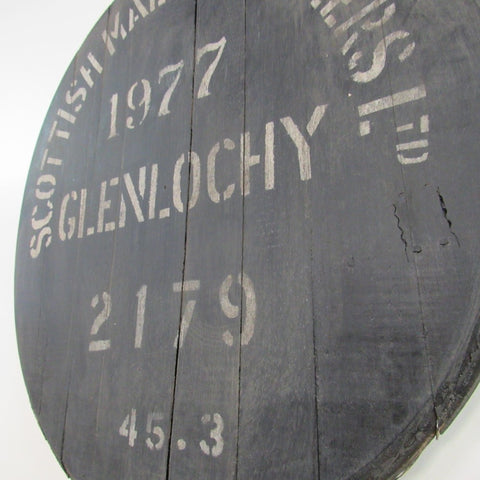 SCOTTISH
LTD
1977
GLENLOCHY
2179
45.3